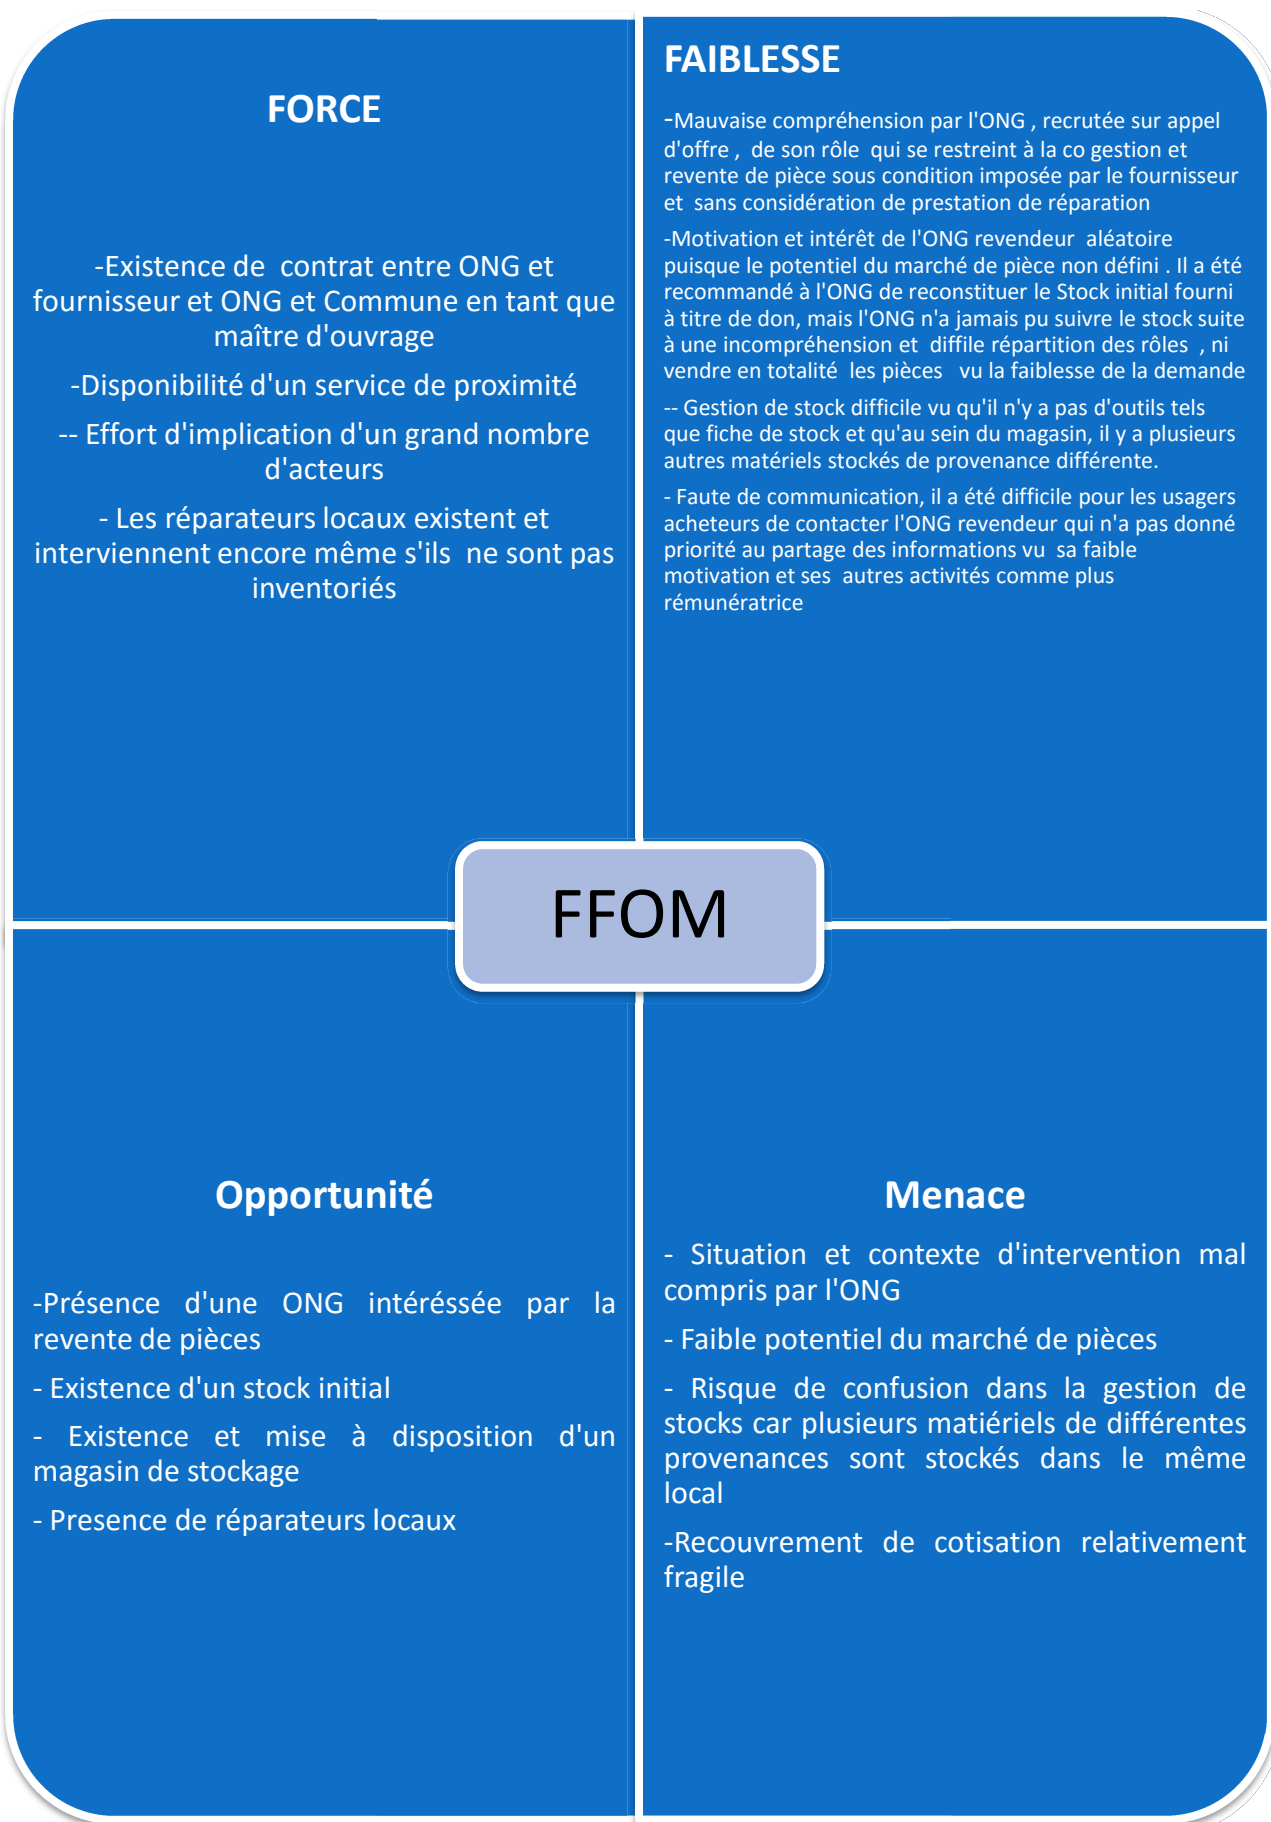 FORCE
-Existence de contrat entre ONG et
fournisseur et ONG et Commune en tant que
maître d'ouvrage
-Disponibilité d'un service de proximité
-- Effort d'implication d'un grand nombre
d'acteurs
- Les réparateurs locaux existent et
interviennent encore même s'ils ne sont pas
inventoriés
FAIBLESSE
-Mauvaise compréhension par l'ONG , recrutée sur appel
d'offre , de son rôle qui se restreint à la co gestion et
revente de pièce sous condition imposée par le fournisseur
et sans considération de prestation de réparation
-Motivation et intérêt de l'ONG revendeur aléatoire
puisque le potentiel du marché de pièce non défini . Il a été
recommandé à l'ONG de reconstituer le Stock initial fourni
à titre de don, mais l'ONG n'a jamais pu suivre le stock suite
à une incompréhension et diffile répartition des rôles , ni
vendre en totalité les pièces vu la faiblesse de la demande
-- Gestion de stock difficile vu qu'il n'y a pas d'outils tels
que fiche de stock et qu'au sein du magasin, il y a plusieurs
autres matériels stockés de provenance différente.
- Faute de communication, il a été difficile pour les usagers
acheteurs de contacter l'ONG revendeur qui n'a pas donné
priorité au partage des informations vu sa faible
motivation et ses autres activités comme plus
rémunératrice
FFOM
Opportunité
-Présence d'une ONG intéréssée par la
revente de pièces
- Existence d'un stock initial
- Existence et mise à disposition d'un
magasin de stockage
- Presence de réparateurs locaux
Menace
- Situation et contexte d'intervention mal
compris par l'ONG
- Faible potentiel du marché de pièces
- Risque de confusion dans la gestion de
stocks car plusieurs matiériels de différentes
provenances sont stockés dans le même
local
-Recouvrement de cotisation relativement
fragile